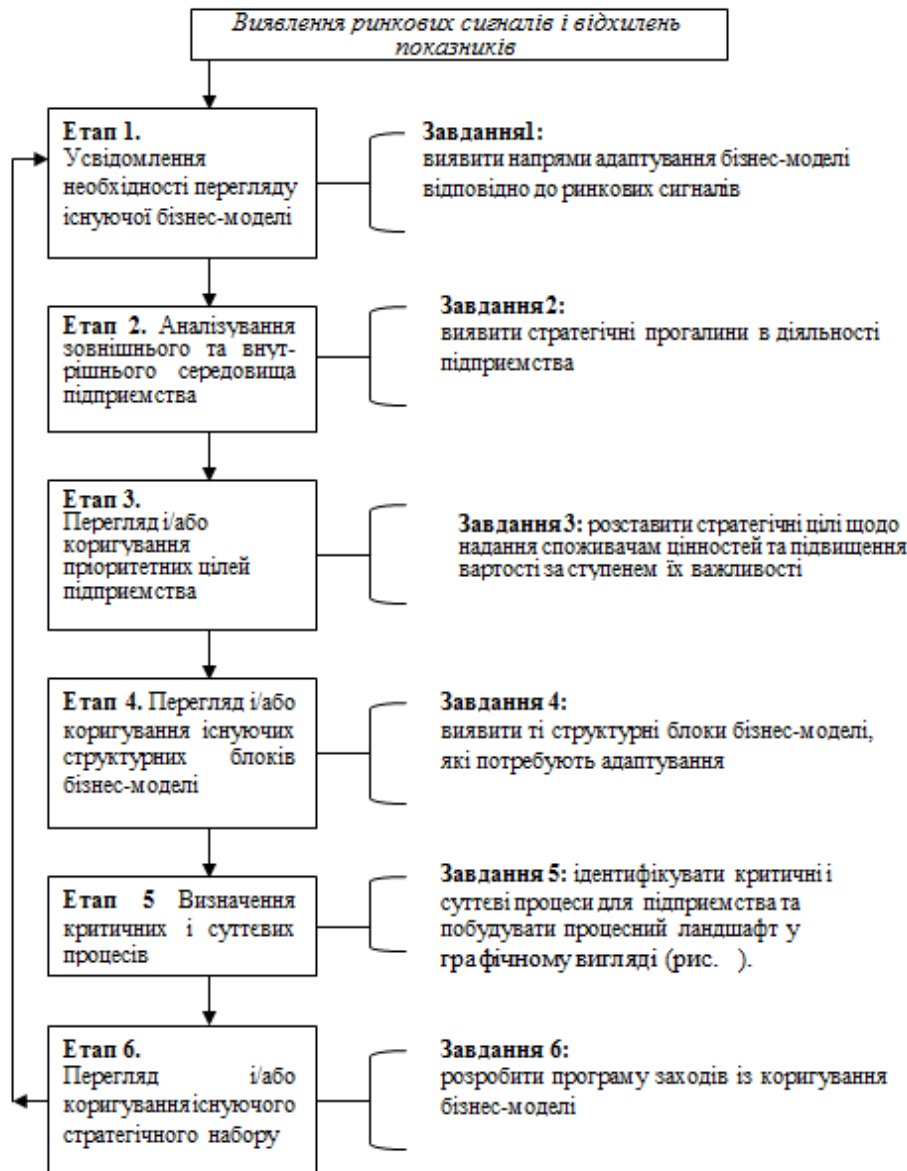 Виявлення ринкових сигналів і відхилень
показників
Етап 1.
Усвідомлення
необхідності перегляду
існуючої бізнес-моделі
Завдання1:
виявити напрями адаптування бізнес-моделі
відповідно до ринкових сигналів
Етап 2. Аналізування
зовнішнього та внут-
рішнього середовища
підприємства
Завдання 2:
виявити стратегічні прогалини в діяльності
підприємства
Етап 3.
Перегляд і/або
коригування
пріоритетних цілей
підприємства
Завдання 3: розставити стратегічні цілі щодо
надання споживачам цінностей та підвищення
вартості за ступенем їх важливості
Етап 4. Перегляд і/або
коригування існуючих
структурних блоків
бізнес-моделі
Завдання 4:
виявити ті структурні блоки бізнес-моделі,
які потребують адаптування
Етап 5 Визначення
критичних і суттєвих
процесів
Завдання 5: ідентифікувати критичні і
суттєві процеси для підприємства та
побудувати процесний ландшафт у
графічному вигляді (рис. ).
Етап 6.
Перегляд і/або
коригування існуючого
стратегічного набору
Завдання 6:
розробити програму заходів із коригування
бізнес-моделі